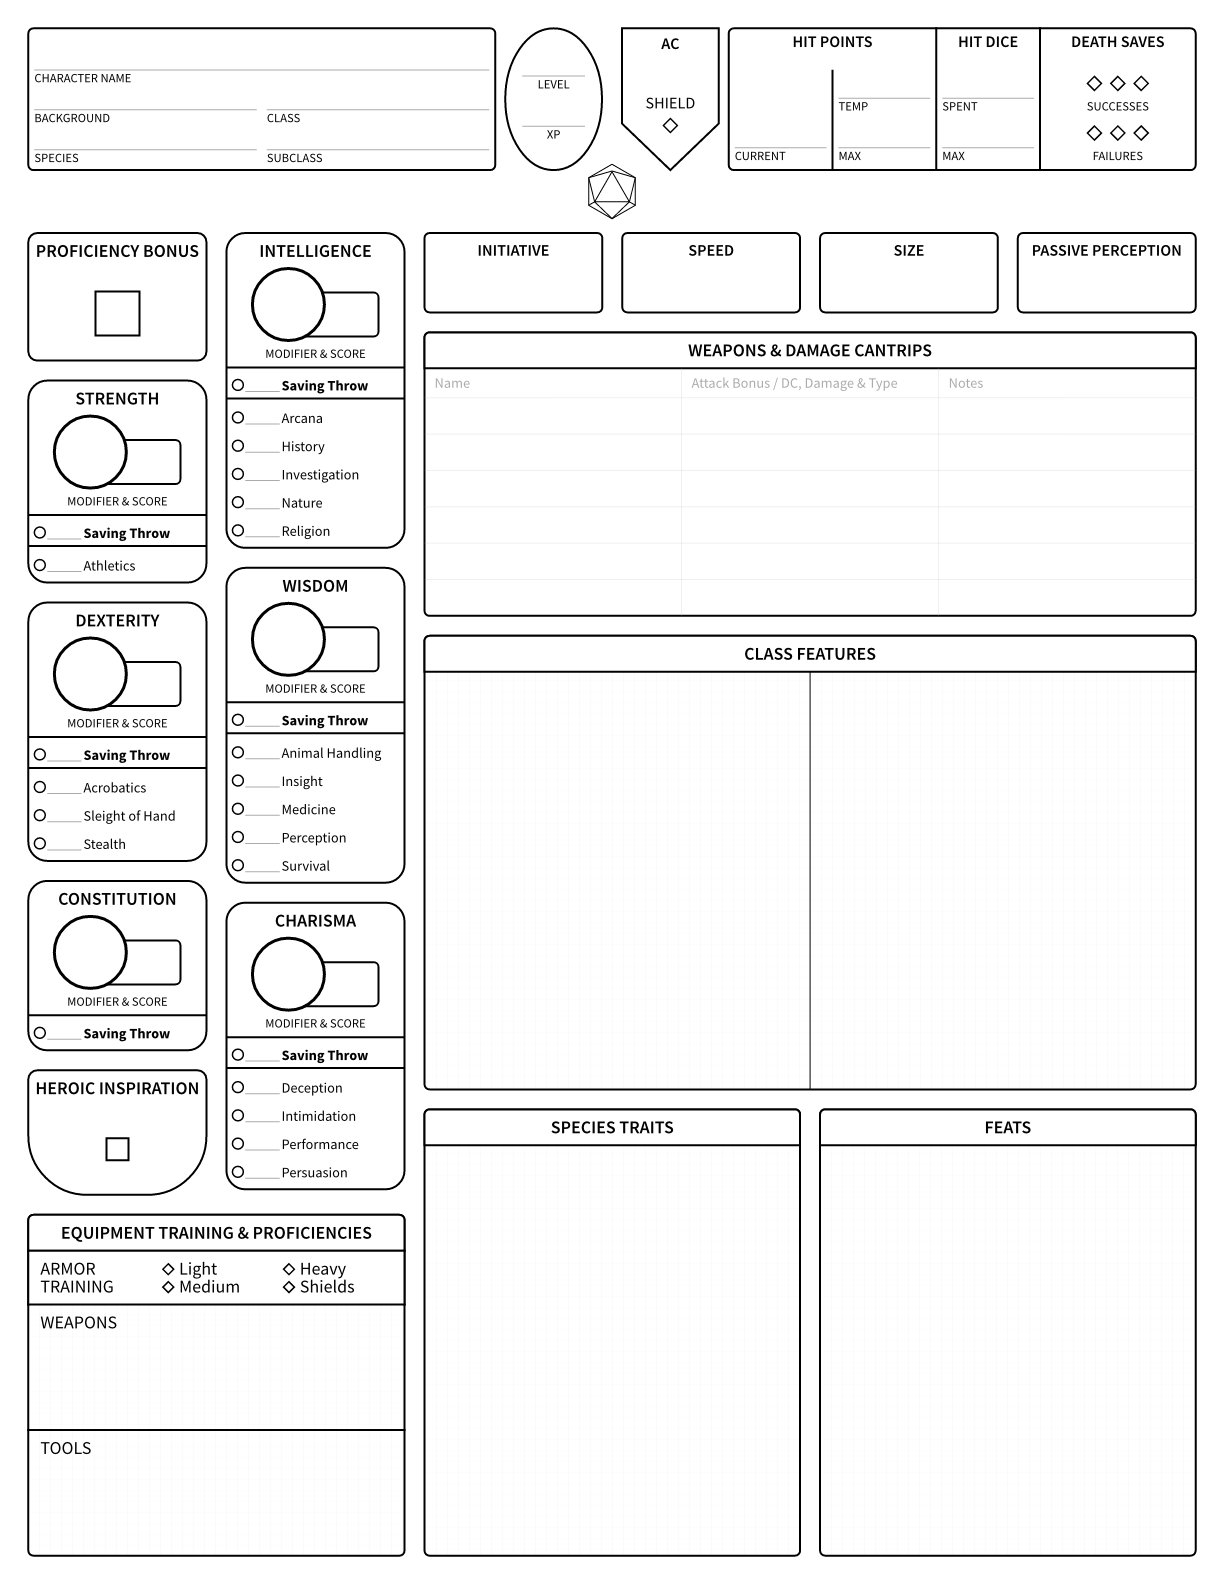 CHARACTER NAME
BACKGROUND CLASS
SPECIES SUBCLASS
LEVEL
XP
AC
SHIELD
HIT POINTS
CURRENT
TEMP
MAX
HIT DICE
SPENT
MAX
DEATH SAVES
SUCCESSES
FAILURES
PROFICIENCY BONUS
STRENGTH
MODIFIER & SCORE
Saving Throw
Athletics
DEXTERITY
MODIFIER & SCORE
Saving Throw
Acrobatics
Sleight of Hand
Stealth
CONSTITUTION
MODIFIER & SCORE
Saving Throw
HEROIC INSPIRATION
INTELLIGENCE
MODIFIER & SCORE
Saving Throw
Arcana
History
Investigation
Nature
Religion
WISDOM
MODIFIER & SCORE
Saving Throw
Animal Handling
Insight
Medicine
Perception
Survival
CHARISMA
MODIFIER & SCORE
Saving Throw
Deception
Intimidation
Performance
Persuasion
EQUIPMENT TRAINING & PROFICIENCIES
ARMOR Light Heavy
TRAINING Medium Shields
WEAPONS
TOOLS
INITIATIVE
SPEED
SIZE
PASSIVE PERCEPTION
WEAPONS & DAMAGE CANTRIPS
Name Attack Bonus / DC, Damage & Type Notes
CLASS FEATURES
SPECIES TRAITS
FEATS